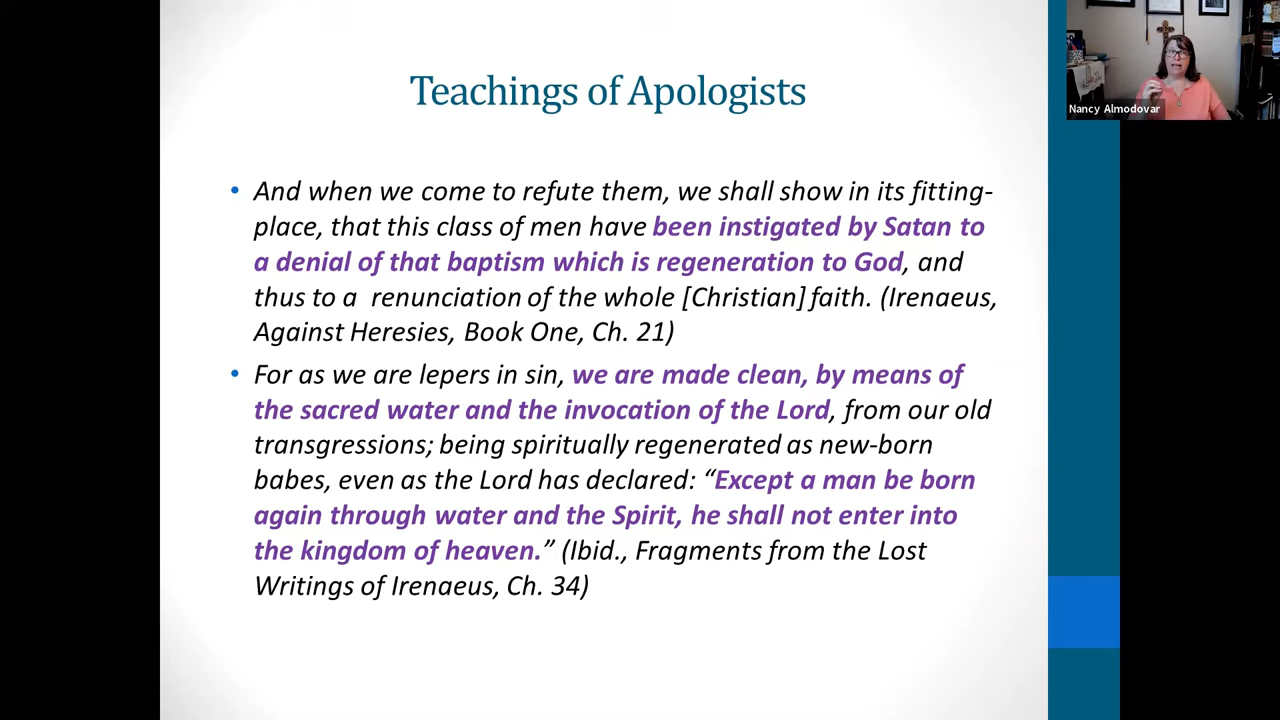 Teachings of Apologists
• And when we come to refute them, we shall show in its fitting-
place, that this class of men have been instigated by Satan to
a denial of that baptism which is regeneration to God, and
thus to a renunciation of the whole [Christian] faith. (Irenaeus,
Against Heresies, Book One, Ch. 21)
• For as we are lepers in sin, we are made clean, by means of
the sacred water and the invocation of the Lord, from our old
transgressions; being spiritually regenerated as new-born
babes, even as the Lord has declared: “Except a man be born
again through water and the Spirit, he shall not enter into
the kingdom of heaven.” (Ibid., Fragments from the Lost
Writings of Irenaeus, Ch. 34)
Nancy Almodovar